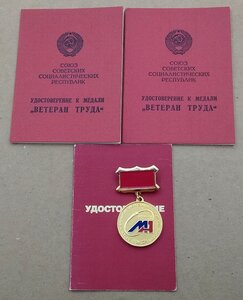 СОЮЗ
СОВЕТСКИХ
СОЦИАЛИСТИЧЕСКИХ
РЕСПУБЛИК
УДОСТОВЕРЕНИЕ К МЕДАЛИ
„ВЕТЕРАН ТРУДА“
СОЮЗ
СОВЕТСКИХ
СОЦИАЛИСТИЧЕСКИХ
РЕСПУБЛИК
УДОСТОВЕРЕНИЕ К МЕДАЛИ
„ВЕТЕРАН ТРУДА“